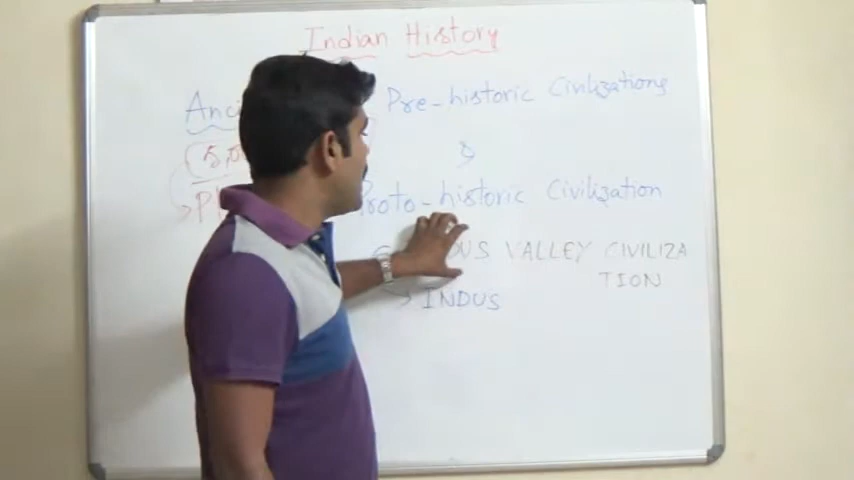 Indian History
Pre-historic Civilizations
&
Proto-historic Civilization
VALLEY CIVILIZA
TION
INDUS